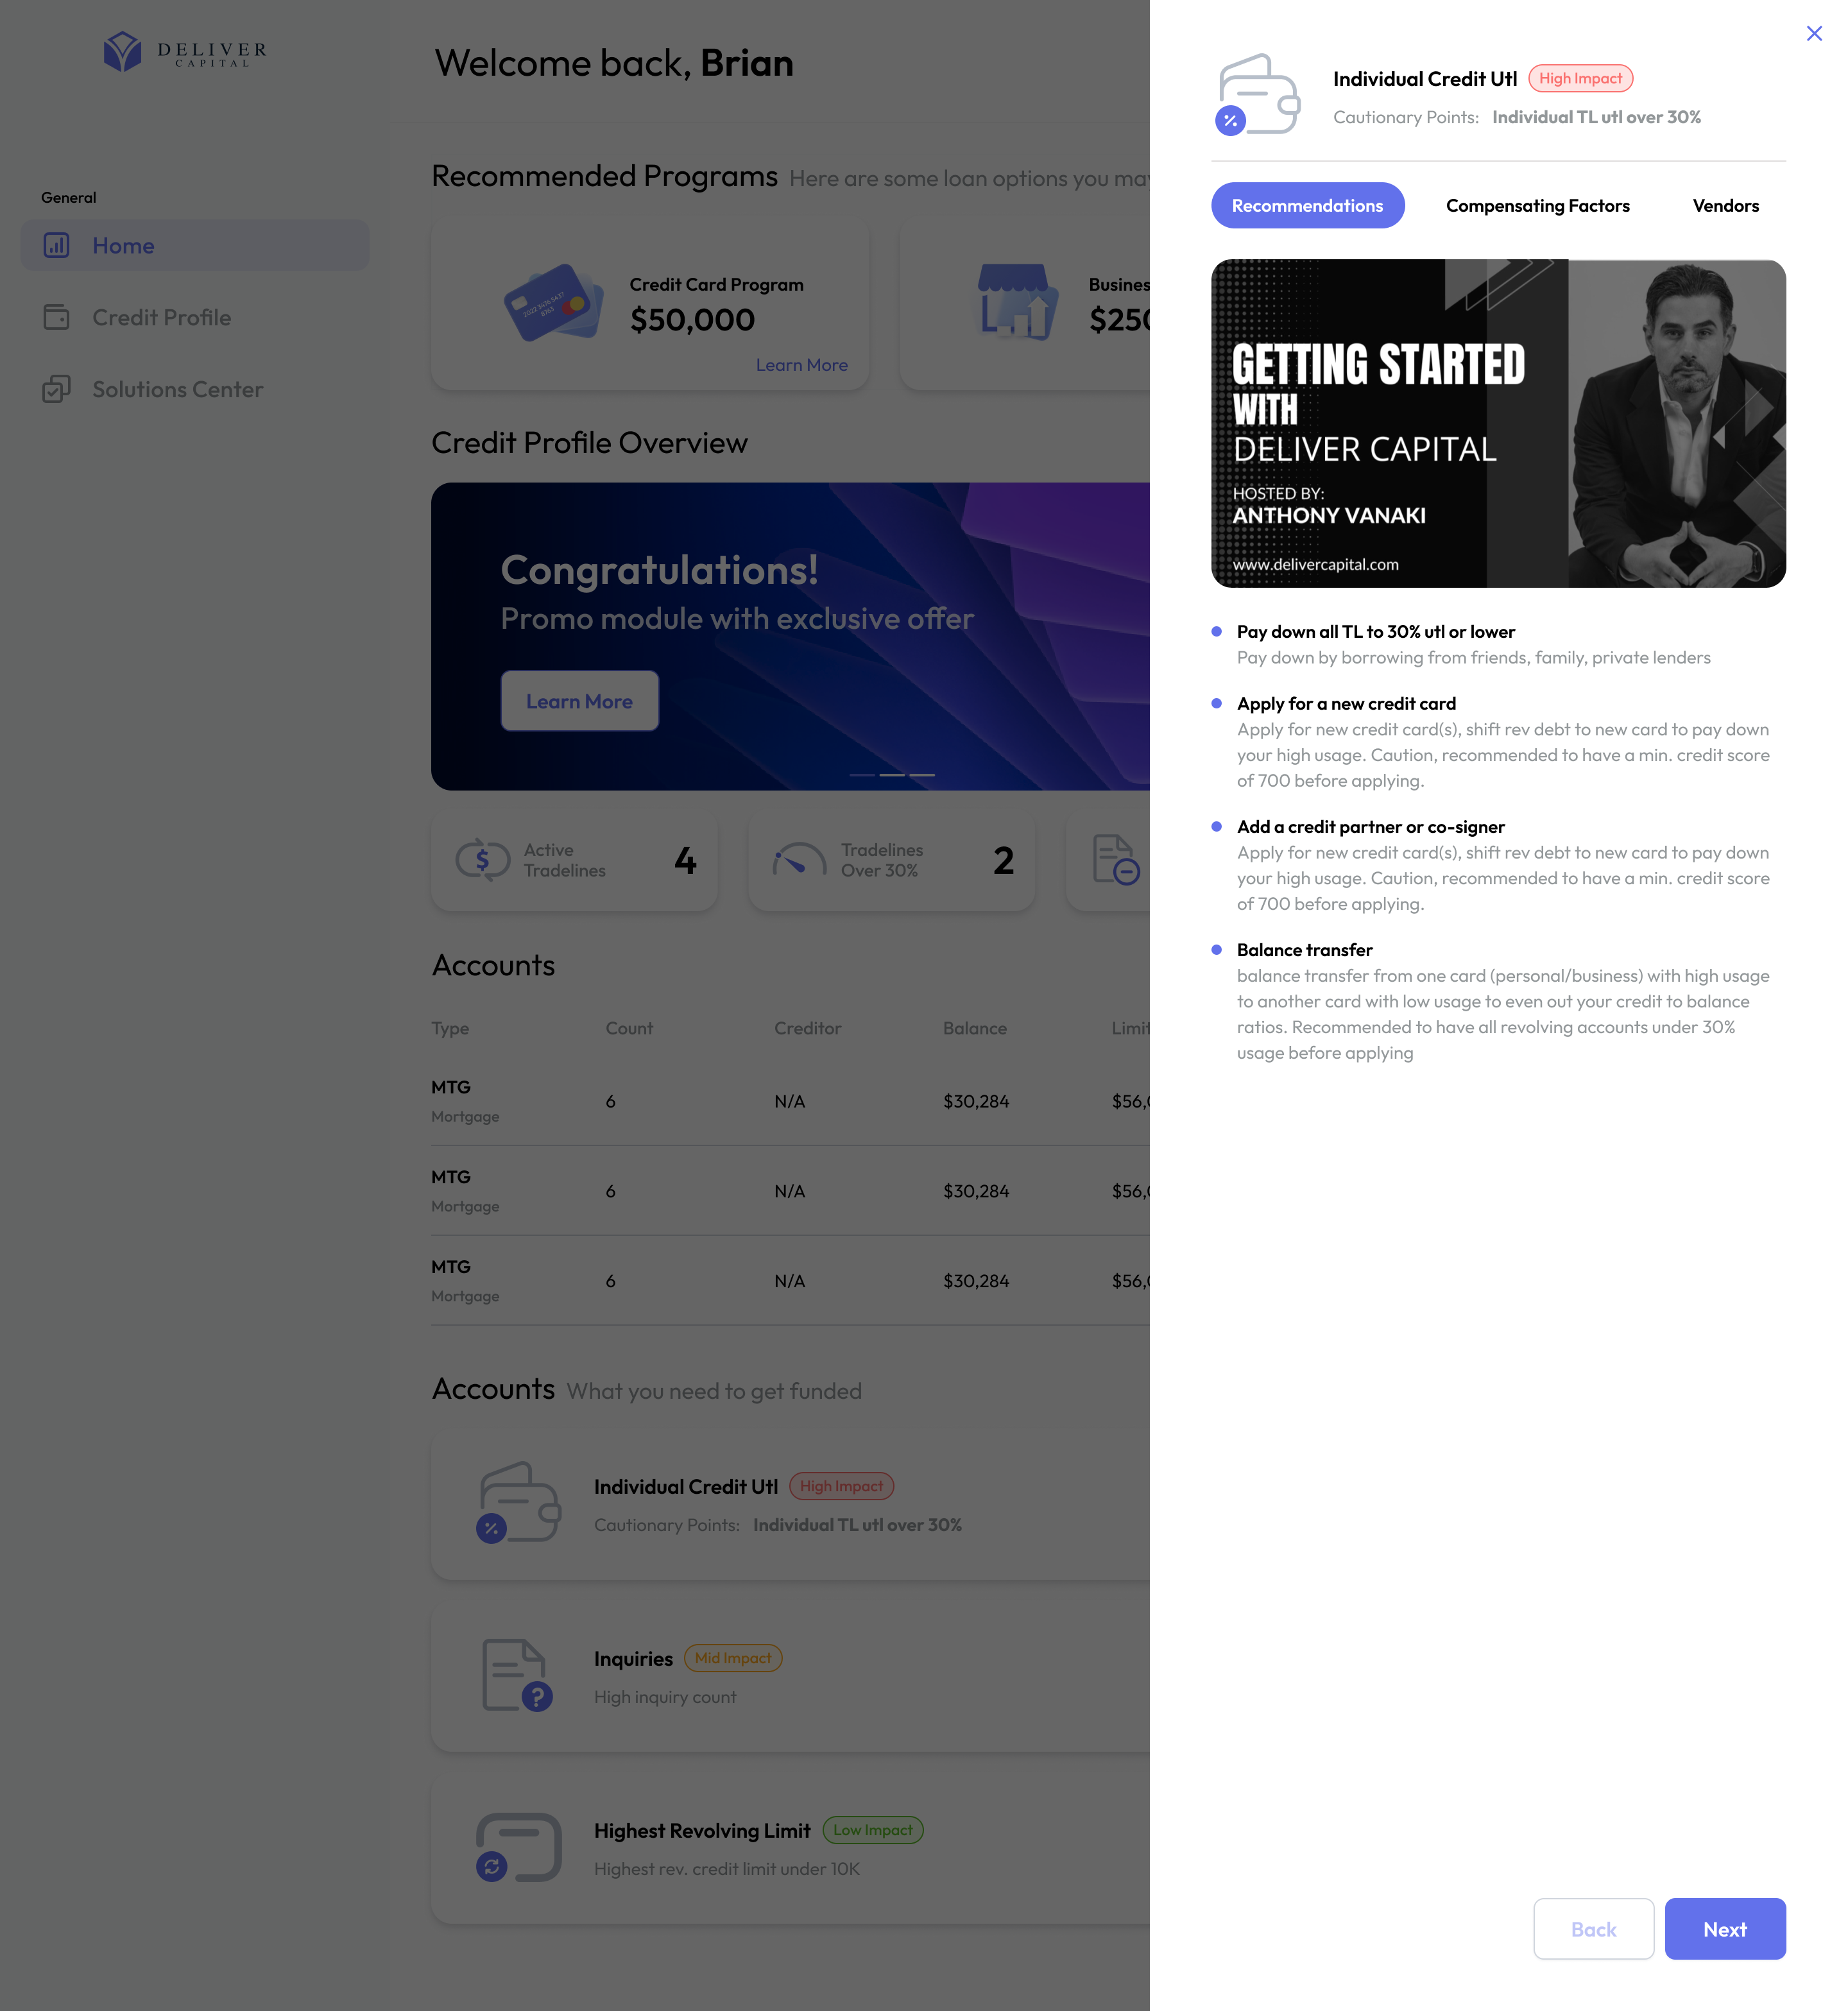 DELIVER
CAPITAL
General
Home
Credit Profile
Solutions Center
Welcome back, Brian
Recommended Programs Here are some loan options you may
Credit Card Program
$50,000
Learn More
Busines
$250
Credit Profile Overview
Congratulations!
Promo module with exclusive offer
Learn More
Active
Tradelines
4
Tradelines
Over 30%
2
Accounts
Type Count Creditor Balance Limit
MTG
Mortgage
6 N/A $30,284 $56,0
MTG
Mortgage
6 N/A $30,284 $56,0
MTG
Mortgage
6 N/A $30,284 $56,0
Accounts What you need to get funded
Individual Credit Utl High Impact
Cautionary Points: Individual TL utl over 30%
Inquiries Mid Impact
High inquiry count
Highest Revolving Limit Low Impact
Highest rev. credit limit under 10K
Individual Credit Utl High Impact
Cautionary Points: Individual TL utl over 30%
Recommendations Compensating Factors Vendors
GETTING STARTED
WITH
DELIVER CAPITAL
HOSTED BY:
ANTHONY VANAKI
www.delivercapital.com
Pay down all TL to 30% utl or lower
Pay down by borrowing from friends, family, private lenders
Apply for a new credit card
Apply for new credit card(s), shift rev debt to new card to pay down
your high usage. Caution, recommended to have a min. credit score
of 700 before applying.
Add a credit partner or co-signer
Apply for new credit card(s), shift rev debt to new card to pay down
your high usage. Caution, recommended to have a min. credit score
of 700 before applying.
Balance transfer
balance transfer from one card (personal/business) with high usage
to another card with low usage to even out your credit to balance
ratios. Recommended to have all revolving accounts under 30%
usage before applying
Back Next